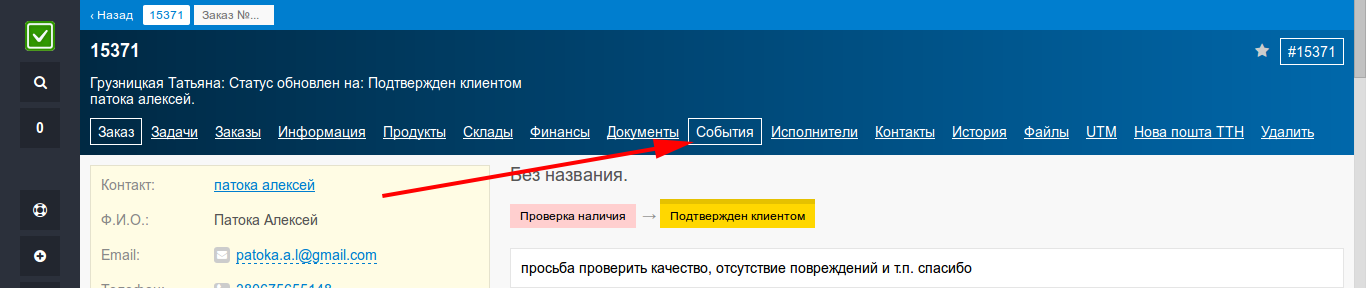 ‹ Назад 15371 Заказ №...
15371
#15371
0
Грузницкая Татьяна: Статус обновлен на: Подтвержден клиентом
патока алексей.
Заказ Задачи Заказы Информация Продукты Склады Финансы Документы События Исполнители Контакты История Файлы UTM Нова пошта ТТН Удалить
Контакт: патока алексей
Ф.И.О.: Патока Алексей
Email: patoka.a.l@gmail.com
Телефон: 380675655148
Без названия.
Проверка наличия → Подтвержден клиентом
просьба проверить качество, отсутствие повреждений и т.п. спасибо